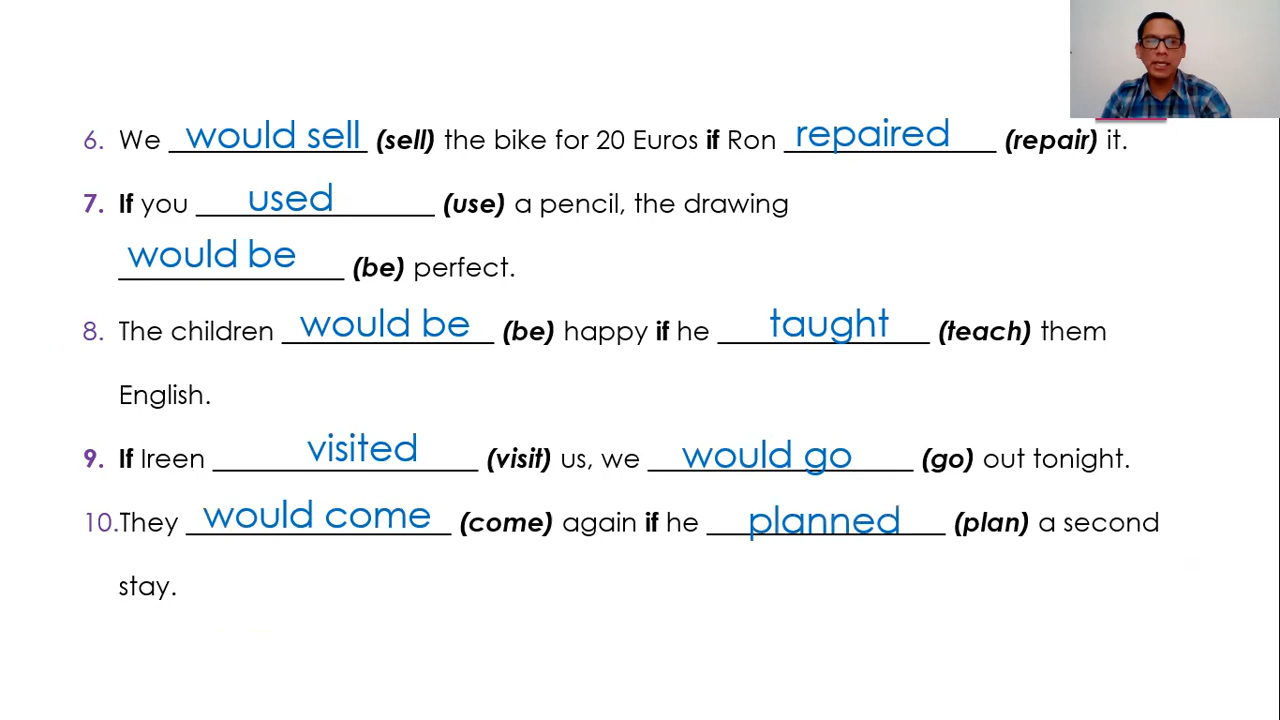 6. We would sell (sell) the bike for 20 Euros if Ron repaired (repair) it.
7. If you used (use) a pencil, the drawing
would be (be) perfect.
8. The children would be (be) happy if he taught (teach) them
English.
9. If Ireen visited (visit) us, we would go (go) out tonight.
10.They would come (come) again if he planned (plan) a second
stay.